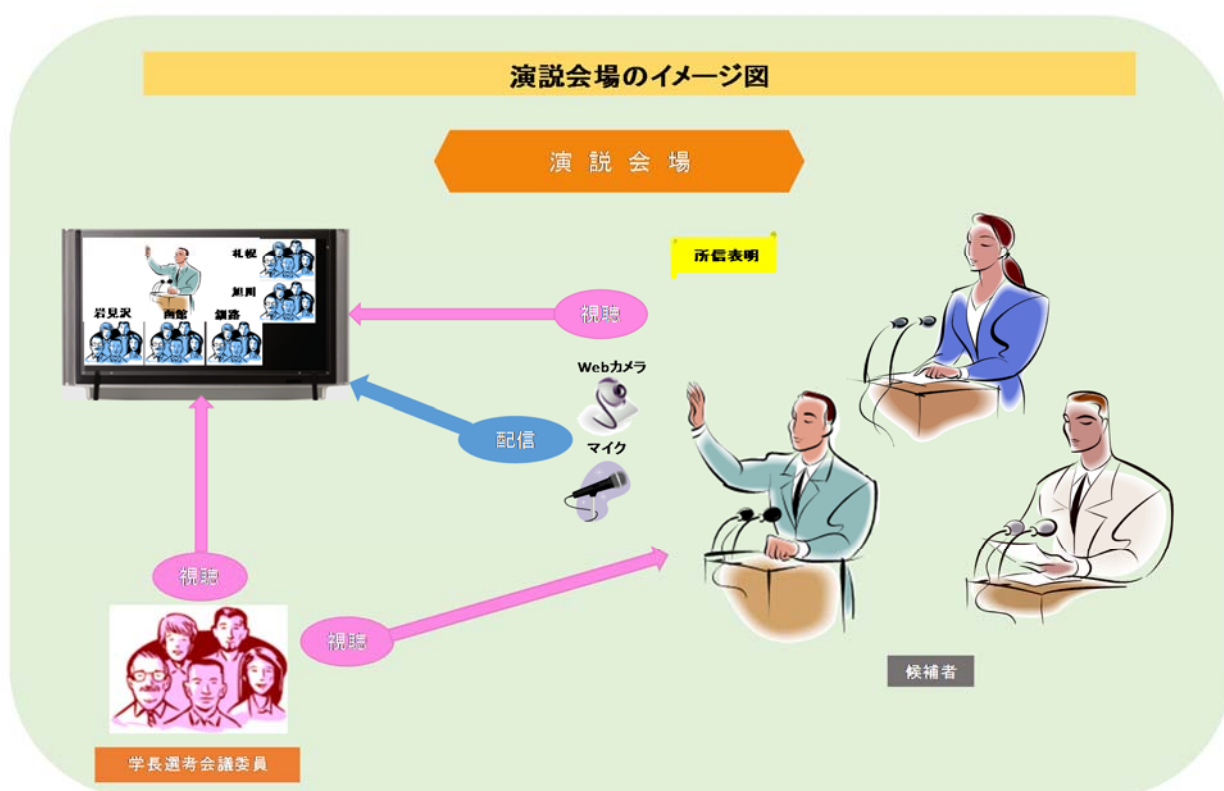 演説会場のイメージ図
演説会場
所信表明
札幌
旭川
岩見沢
函館
釧路
視聴
Webカメラ
配信
マイク
視聴
視聴
候補者
学長選考会議委員